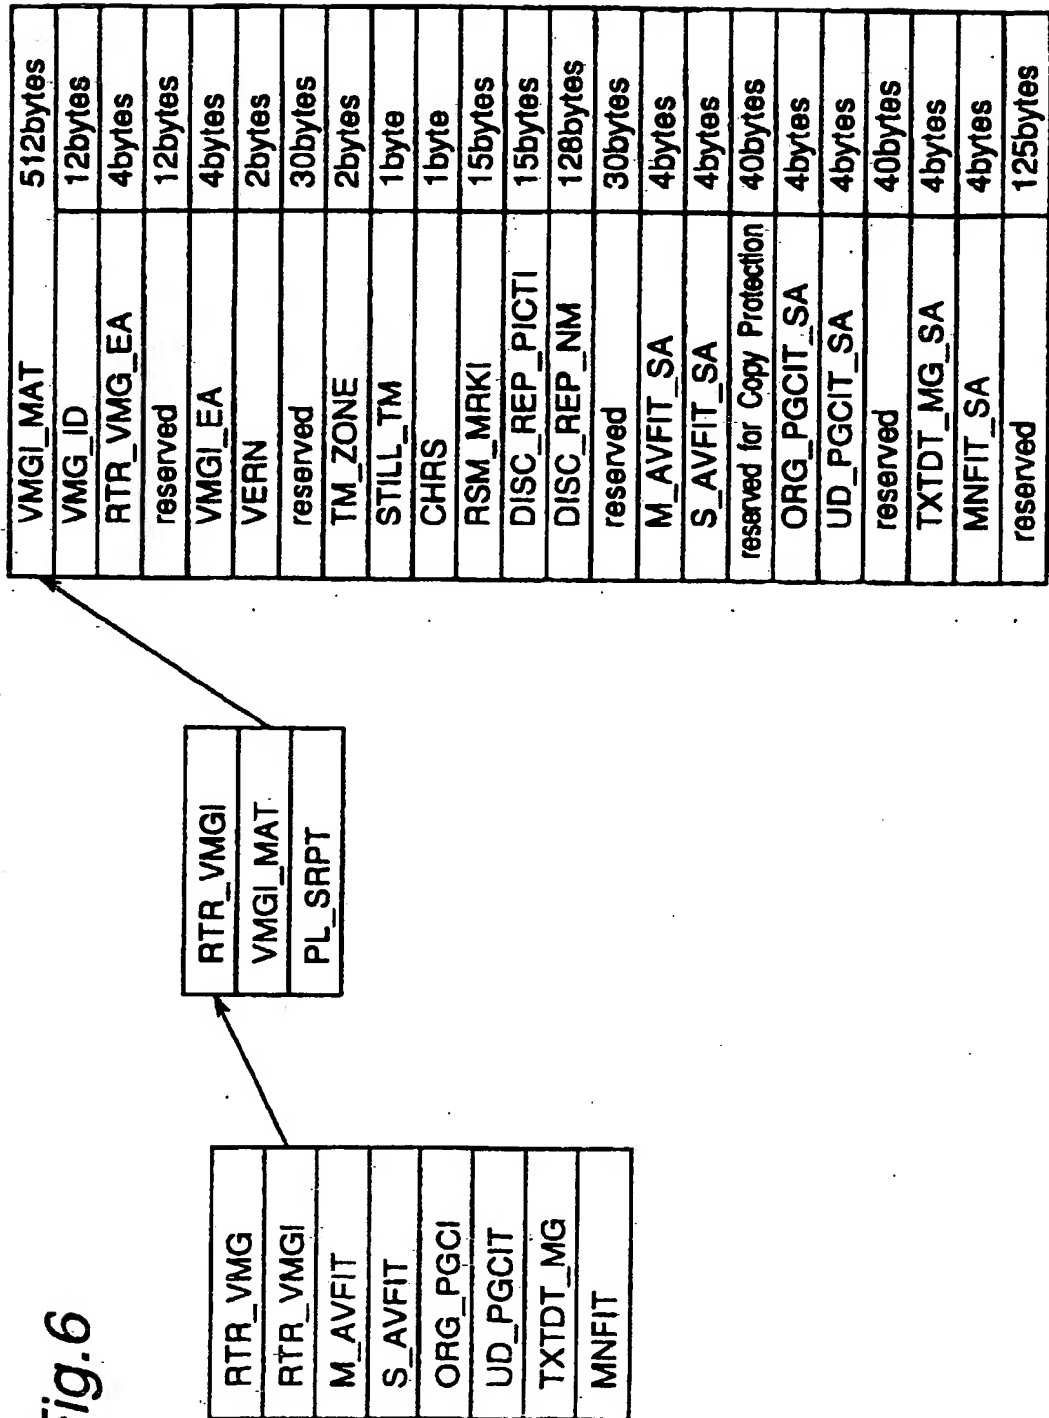 Fig.6
RTR_VMG
RTR_VMGI
M_AVFIT
S_AVFIT
ORG_PGCI
UD_PGCIT
TXTDT_MG
MNFIT
RTR_VMGI
VMGI_MAT
PL_SRPT
VMGI_MAT 512bytes
VMG_ID 12bytes
RTR_VMG_EA 4bytes
reserved 12bytes
VMGI_EA 4bytes
VERN 2bytes
reserved 30bytes
TM_ZONE 2bytes
STILL_TM 1byte
CHRS 1byte
RSM_MRKI 15bytes
DISC_REP_PICTI 15bytes
DISC_REP_NM 128bytes
reserved 30bytes
M_AVFIT_SA 4bytes
S_AVFIT_SA 4bytes
reserved for Copy Protection 40bytes
ORG_PGCIT_SA 4bytes
UD_PGCIT_SA 4bytes
reserved 40bytes
TXTDT_MG_SA 4bytes
MNFIT_SA 4bytes
reserved 125bytes